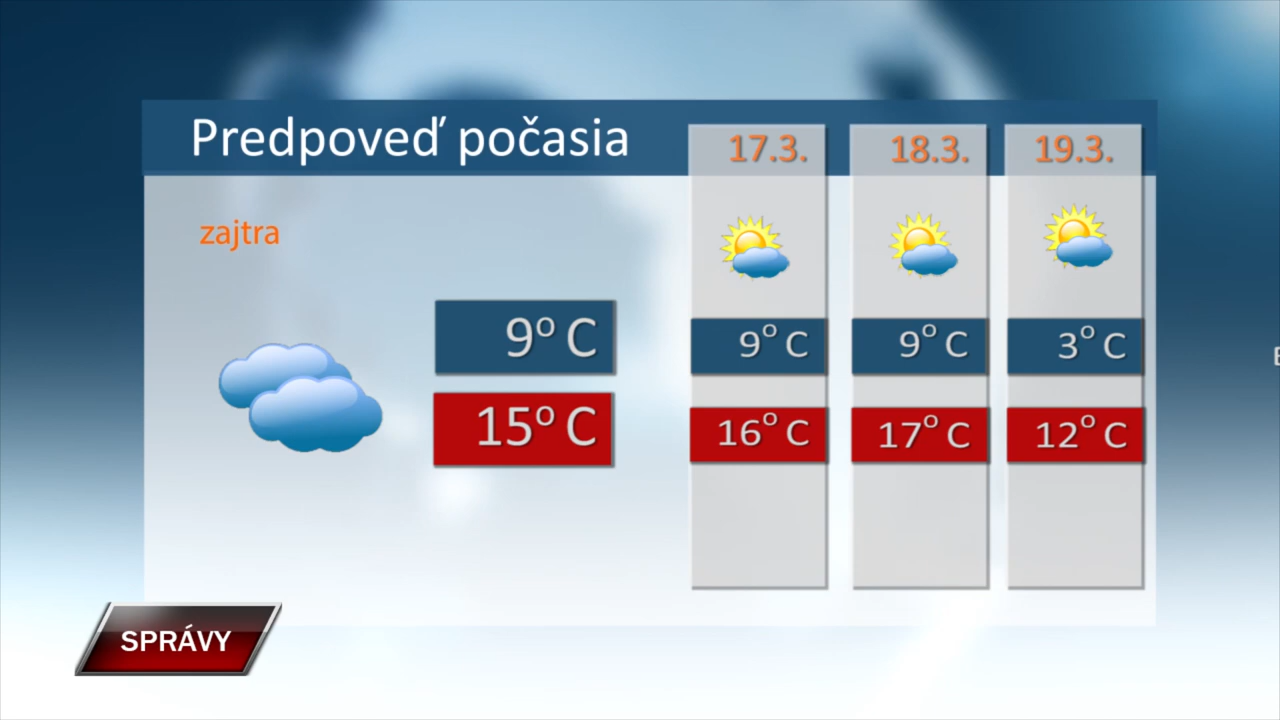 Predpoveď počasia
zajtra
9° C
15° C
17.3.
9° C
16° C
18.3.
9° C
17° C
19.3.
3° C
12° C
SPRÁVY